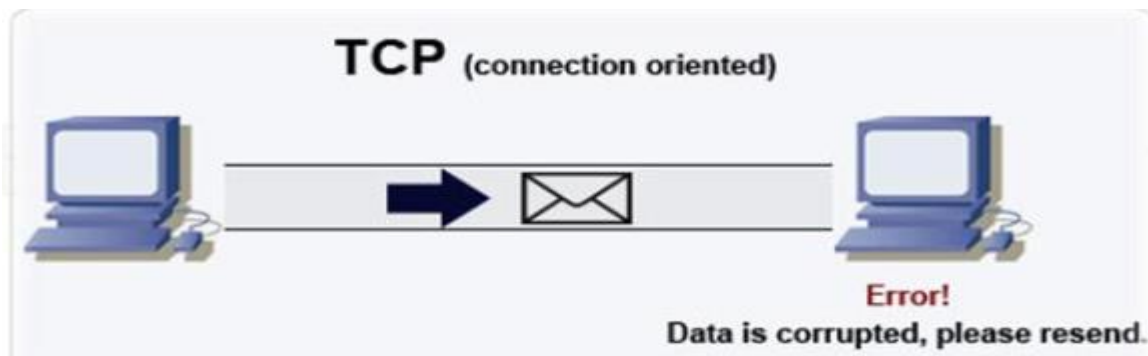 TCP (connection oriented)
Error!
Data is corrupted, please resend.